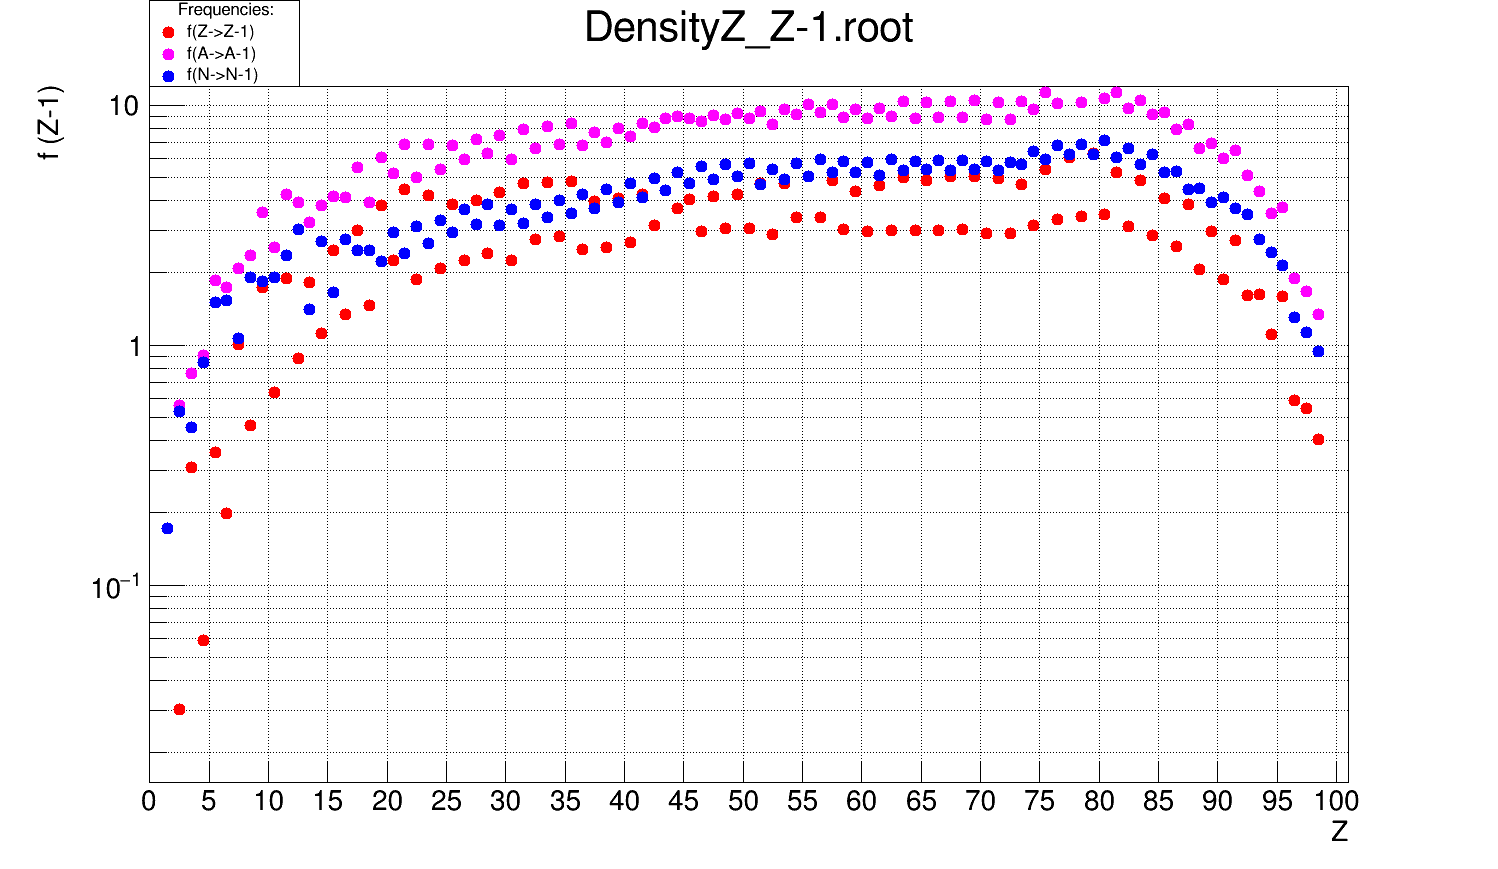 Frequencies:
f(Z->Z-1)
f(A->A-1)
f(N->N-1)
DensityZ_Z-1.root
f (Z-1)
10
1
10⁻¹
0 5 10 15 20 25 30 35 40 45 50 55 60 65 70 75 80 85 90 95 100
Z